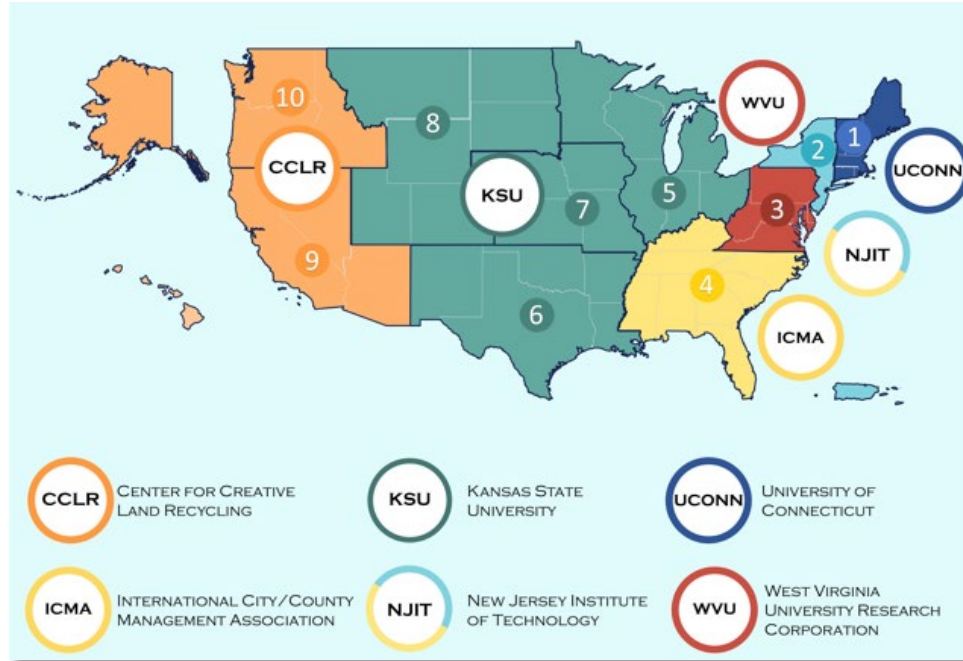 10
8
WVU
1
2
CCLR
KSU
5
UCONN
7
3
NJIT
9
4
6
ICMA
CCLR
CENTER FOR CREATIVE
LAND RECYCLING
KSU
KANSAS STATE
UNIVERSITY
UCONN
UNIVERSITY OF
CONNECTICUT
ICMA
INTERNATIONAL CITY/COUNTY
MANAGEMENT ASSOCIATION
NJIT
NEW JERSEY INSTITUTE
OF TECHNOLOGY
WVU
WEST VIRGINIA
UNIVERSITY RESEARCH
CORPORATION